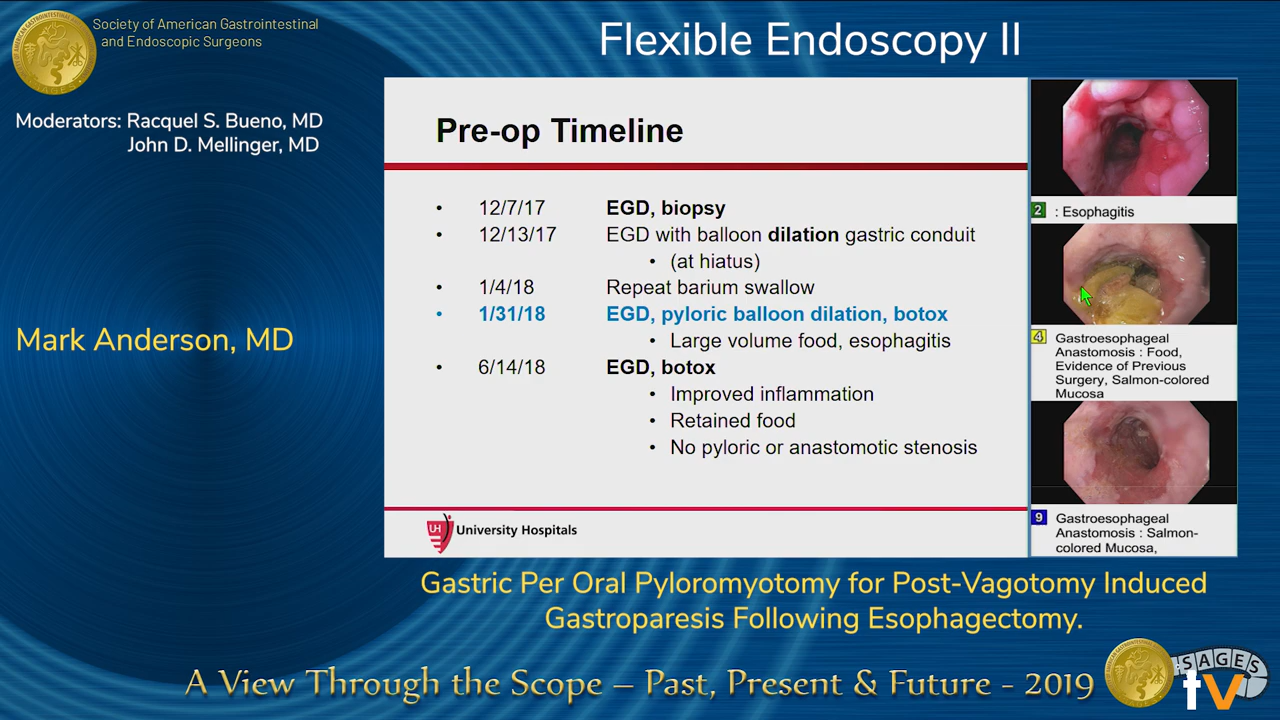 Society of American Gastrointestinal
and Endoscopic Surgeons
Flexible Endoscopy II
Moderators: Racquel S. Bueno, MD
John D. Mellinger, MD
Mark Anderson, MD
Pre-op Timeline
• 12/7/17 EGD, biopsy
• 12/13/17 EGD with balloon dilation gastric conduit
• (at hiatus)
• 1/4/18 Repeat barium swallow
• 1/31/18 EGD, pyloric balloon dilation, botox
• Large volume food, esophagitis
• 6/14/18 EGD, botox
• Improved inflammation
• Retained food
• No pyloric or anastomotic stenosis
UH University Hospitals
2 : Esophagitis
4 Gastroesophageal
Anastomosis : Food,
Evidence of Previous
Surgery, Salmon-colored
Mucosa
9 Gastroesophageal
Anastomosis : Salmon-
colored Mucosa,
Gastric Per Oral Pyloromyotomy for Post-Vagotomy Induced
Gastroparesis Following Esophagectomy.
A View Through the Scope – Past, Present & Future - 2019
SAGES
tv